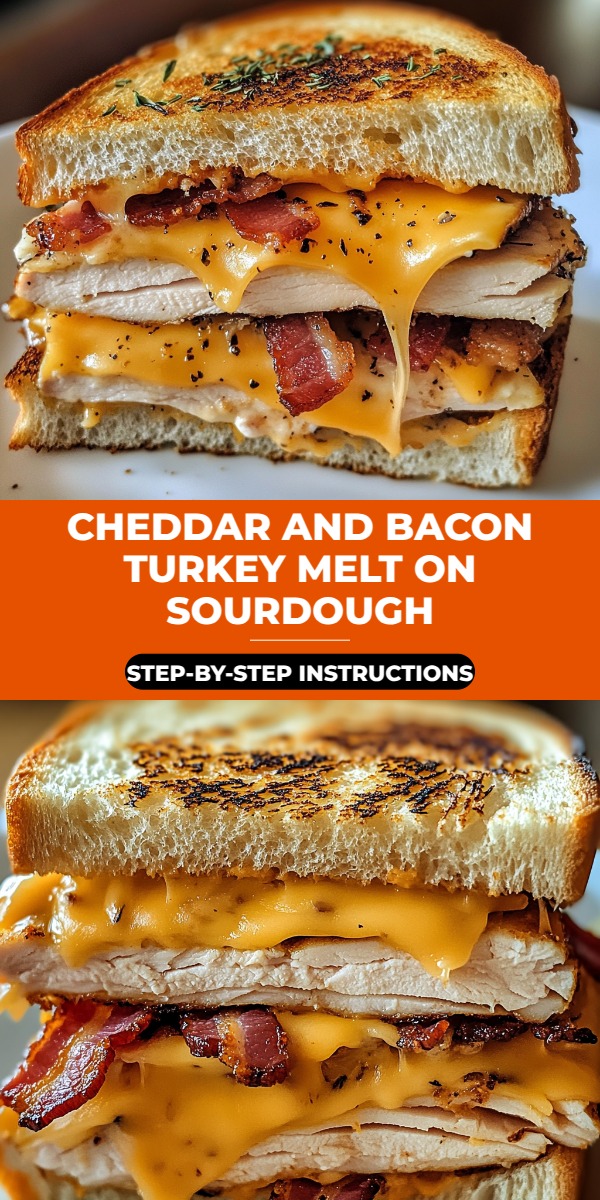 CHEDDAR AND BACON
TURKEY MELT ON
SOURDOUGH
STEP-BY-STEP INSTRUCTIONS